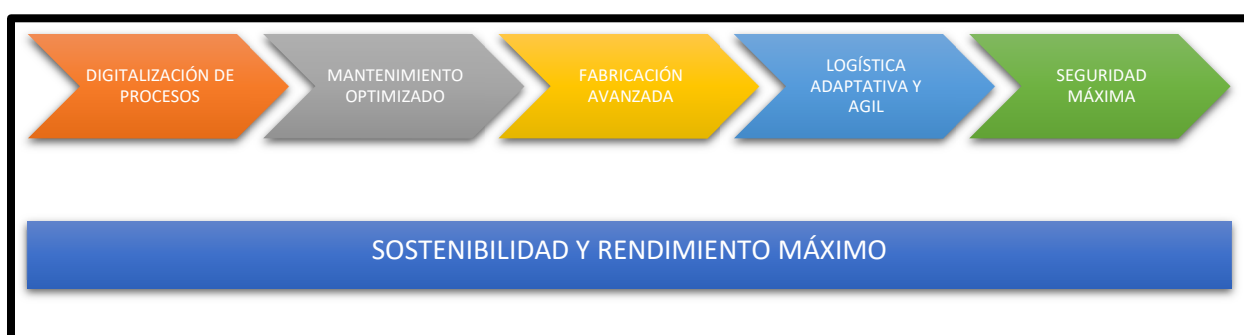 DIGITALIZACIÓN DE
PROCESOS
MANTENIMIENTO
OPTIMIZADO
FABRICACIÓN
AVANZADA
LOGÍSTICA
ADAPTATIVA Y
AGIL
SEGURIDAD
MÁXIMA
SOSTENIBILIDAD Y RENDIMIENTO MÁXIMO